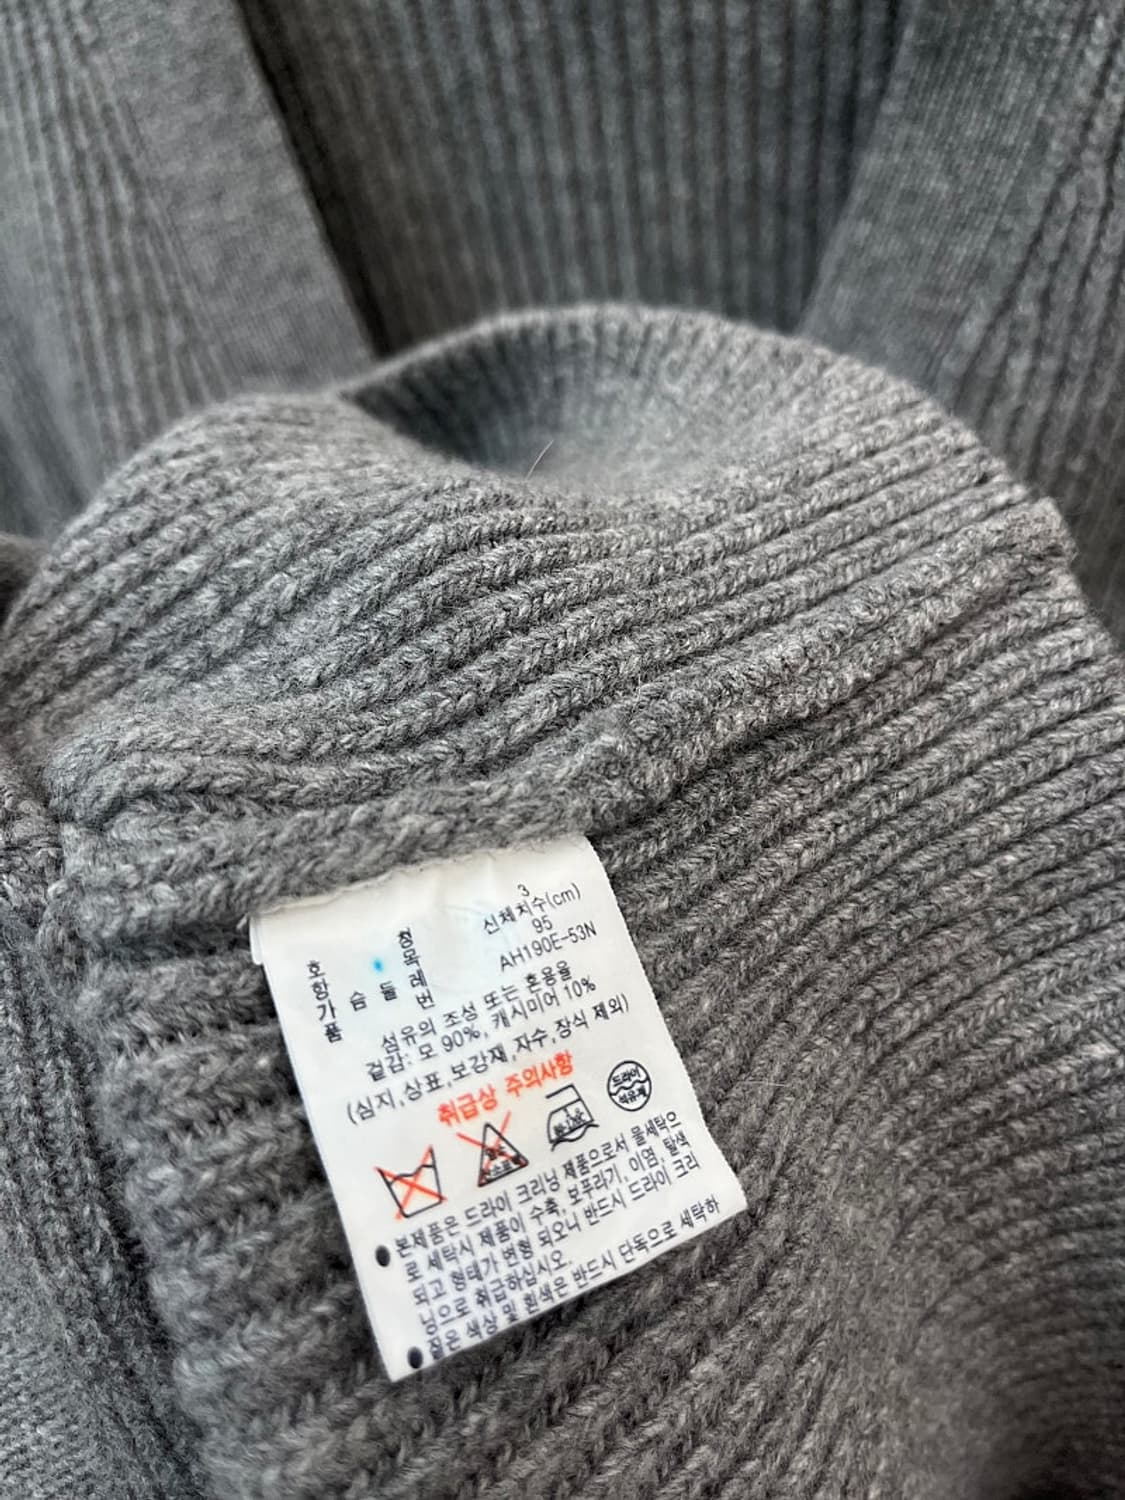 3
호 청 신체치수(cm)
항 목 95
가 슴 둘 레 AH190E-53N
품 번
섬유의 조성 또는 혼용율
겉감: 모 90%, 캐시미어 10%
(심지,상표,보강재,자수,장식 제외)
취급상 주의사항
드라이
석유계
● 본제품은 드라이 크리닝 제품으로서 물세탁으
로 세탁시 제품이 수축, 보푸라기, 이염, 탈색
되고 형태가 변형 되오니 반드시 드라이 크리
닝으로 취급하십시오.
● 짙은 색상 및 흰색은 반드시 단독으로 세탁하